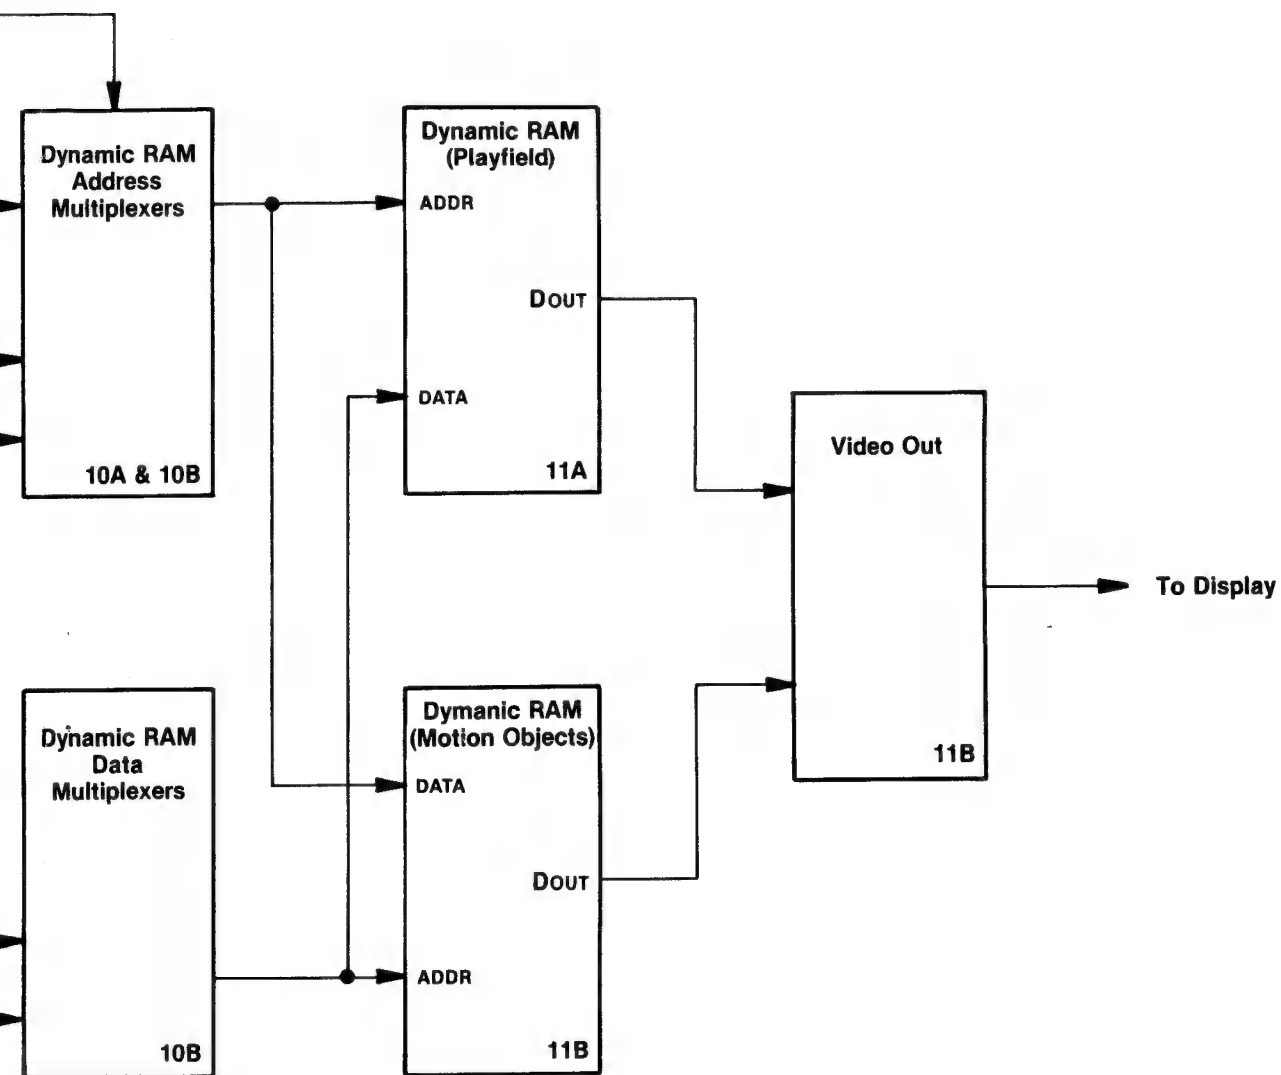 Dynamic RAM
Address
Multiplexers
10A & 10B
Dynamic RAM
(Playfield)
ADDR
DOUT
DATA
11A
Video Out
11B
To Display
Dynamic RAM
Data
Multiplexers
10B
Dymanic RAM
(Motion Objects)
DATA
DOUT
ADDR
11B